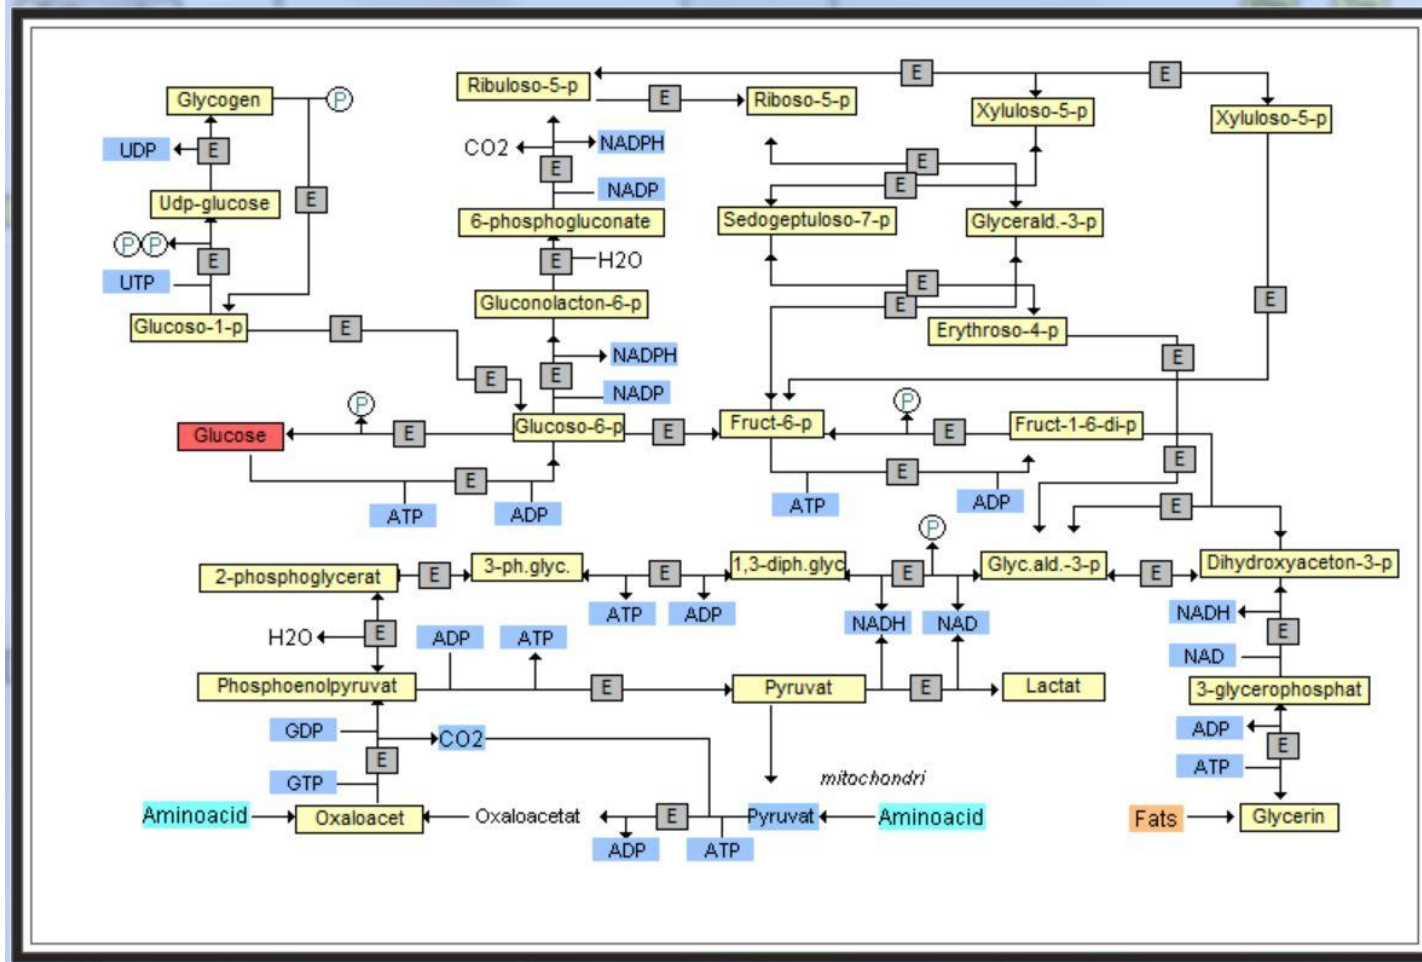 Ribuloso-5-p E E
E Riboso-5-p Xyluloso-5-p Xyluloso-5-p
Glycogen P
UDP E CO2 NADPH
E E
Udp-glucose E NADP E
PP 6-phosphogluconate Sedogeptuloso-7-p Glycerald.-3-p
E E H2O
UTP E
Gluconolacton-6-p E E
Glucoso-1-p E Erythroso-4-p
NADPH E
E E
NADP
P P
Glucose E Glucoso-6-p E Fruct-6-p E Fruct-1-6-di-p
E E E
ATP ADP ATP ADP E
P
2-phosphoglycerat E 3-ph.glyc. E 1,3-diph.glyc E Glyc.ald.-3-p E Dihydroxyaceton-3-p
ATP ADP NADH NAD NADH
H2O E ADP ATP E
NAD
Phosphoenolpyruvat E Pyruvat E Lactat 3-glycerophosphat
GDP CO2 ADP
E E
GTP mitochondri ATP
Aminoacid Oxaloacet Oxaloacetat E Pyruvat Aminoacid Fats Glycerin
ADP ATP